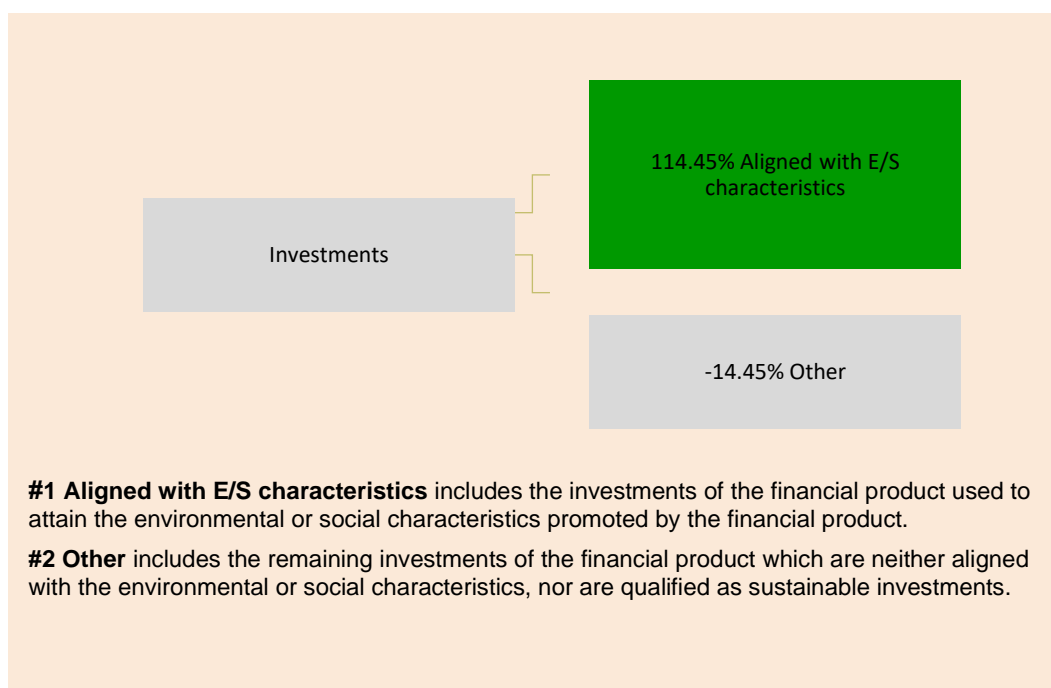 114.45% Aligned with E/S
characteristics
Investments
-14.45% Other
#1 Aligned with E/S characteristics includes the investments of the financial product used to
attain the environmental or social characteristics promoted by the financial product.
#2 Other includes the remaining investments of the financial product which are neither aligned
with the environmental or social characteristics, nor are qualified as sustainable investments.